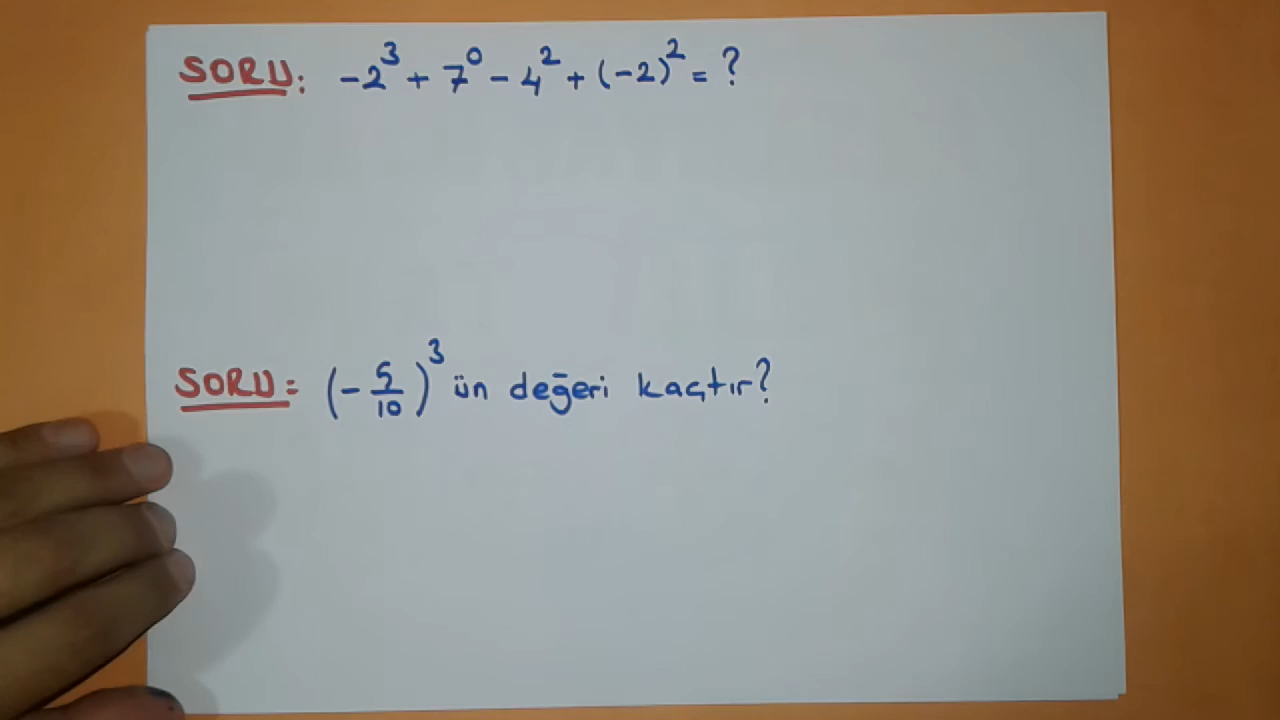 SORU: -2³ + 7⁰ - 4² + (-2)² = ?
SORU= (-5/10)³ ün değeri kaçtır?